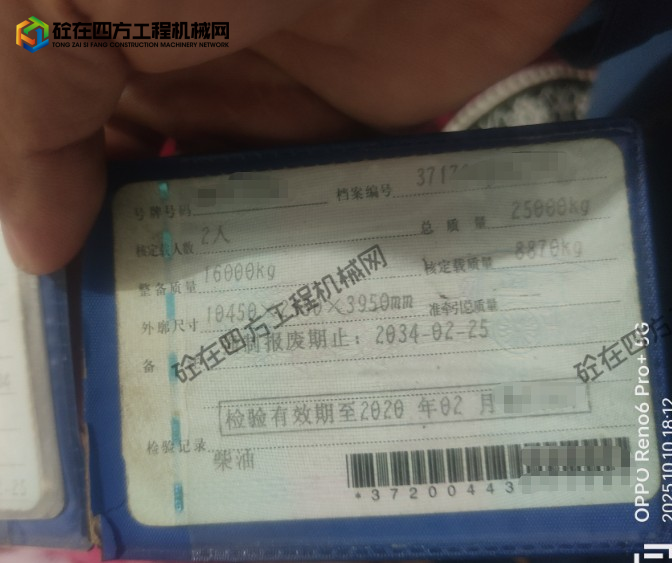 砼在四方工程机械网
TONG ZAI SI FANG CONSTRUCTION MACHINERY NETWORK
号牌号码 档案编号 3717
核定载人数 2人 总质量 25000kg
整备质量 16000kg 核定载质量 8870kg
外廓尺寸 10450× ×3950mm 准牵引总质量
备 强制报废期止：2034-02-25
检验有效期至2020 年02 月
检验记录
柴油
*37200443
砼在四方工程机械网
砼在四方
OPPO Reno6 Pro+ 5G
2025.10.10 18:12